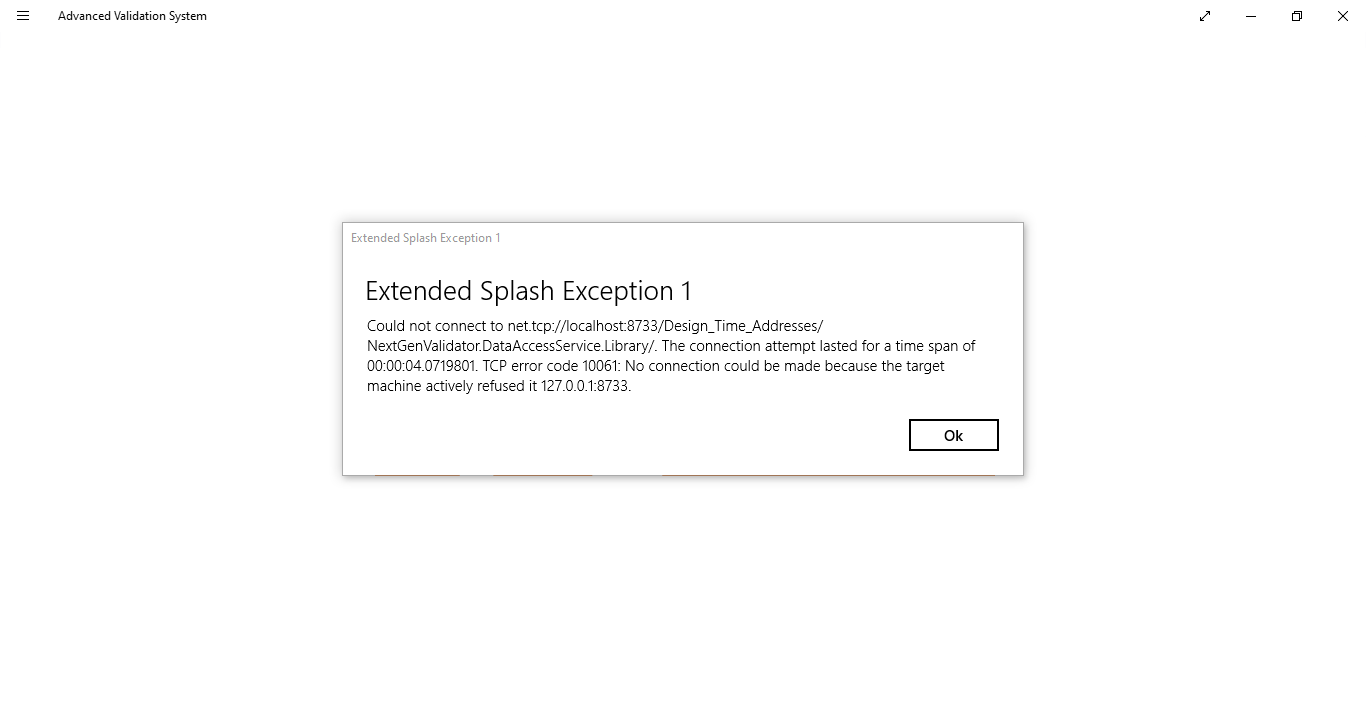 Advanced Validation System
Extended Splash Exception 1
Extended Splash Exception 1
Could not connect to net.tcp://localhost:8733/Design_Time_Addresses/
NextGenValidator.DataAccessService.Library/. The connection attempt lasted for a time span of
00:00:04.0719801. TCP error code 10061: No connection could be made because the target
machine actively refused it 127.0.0.1:8733.
Ok